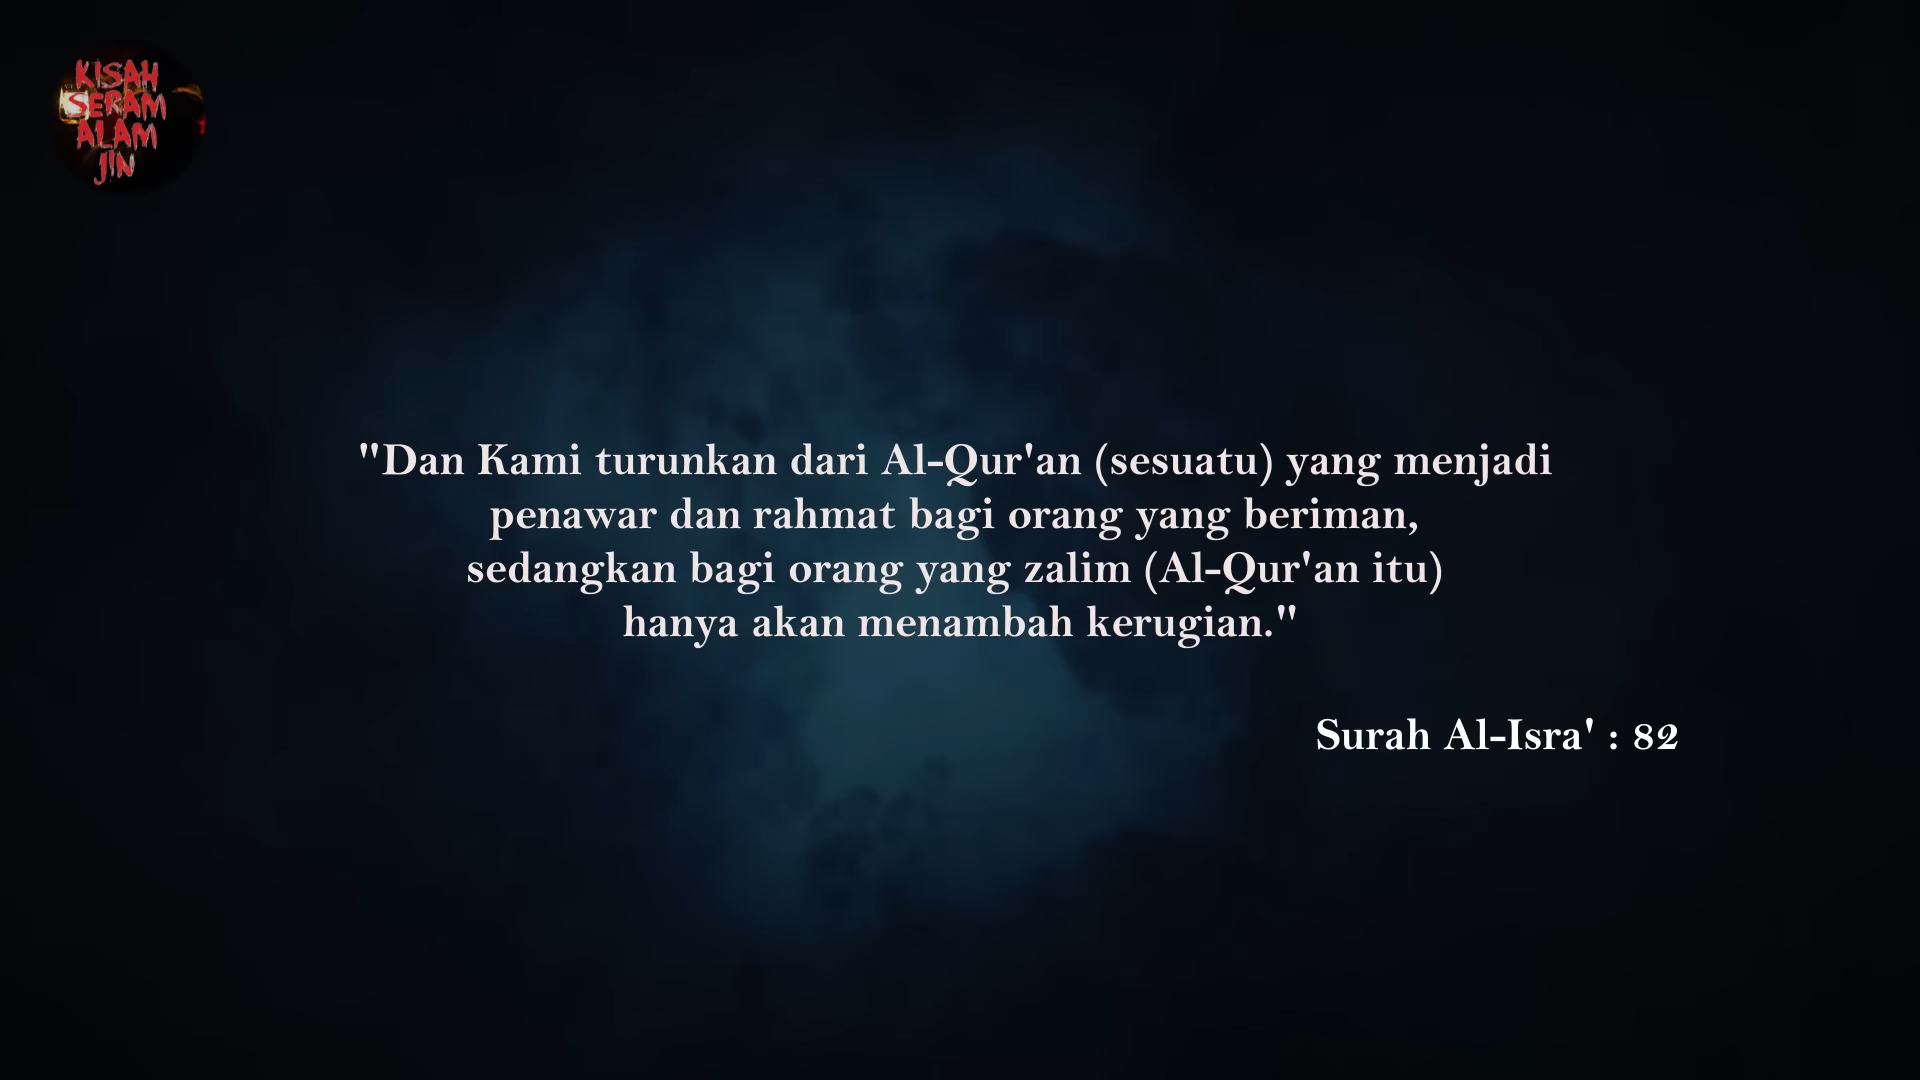 KISAH
SERAM
ALAM
JIN
"Dan Kami turunkan dari Al-Qur'an (sesuatu) yang menjadi
penawar dan rahmat bagi orang yang beriman,
sedangkan bagi orang yang zalim (Al-Qur'an itu)
hanya akan menambah kerugian."
Surah Al-Isra' : 82